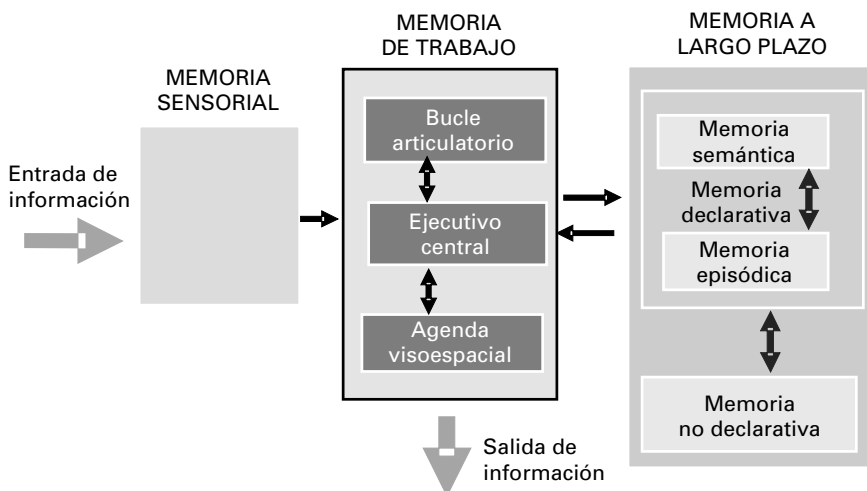 MEMORIA
SENSORIAL
Entrada de
información
MEMORIA
DE TRABAJO
Bucle
articulatorio
Ejecutivo
central
Agenda
visoespacial
Salida de
información
MEMORIA A
LARGO PLAZO
Memoria
semántica
Memoria
declarativa
Memoria
episódica
Memoria
no declarativa